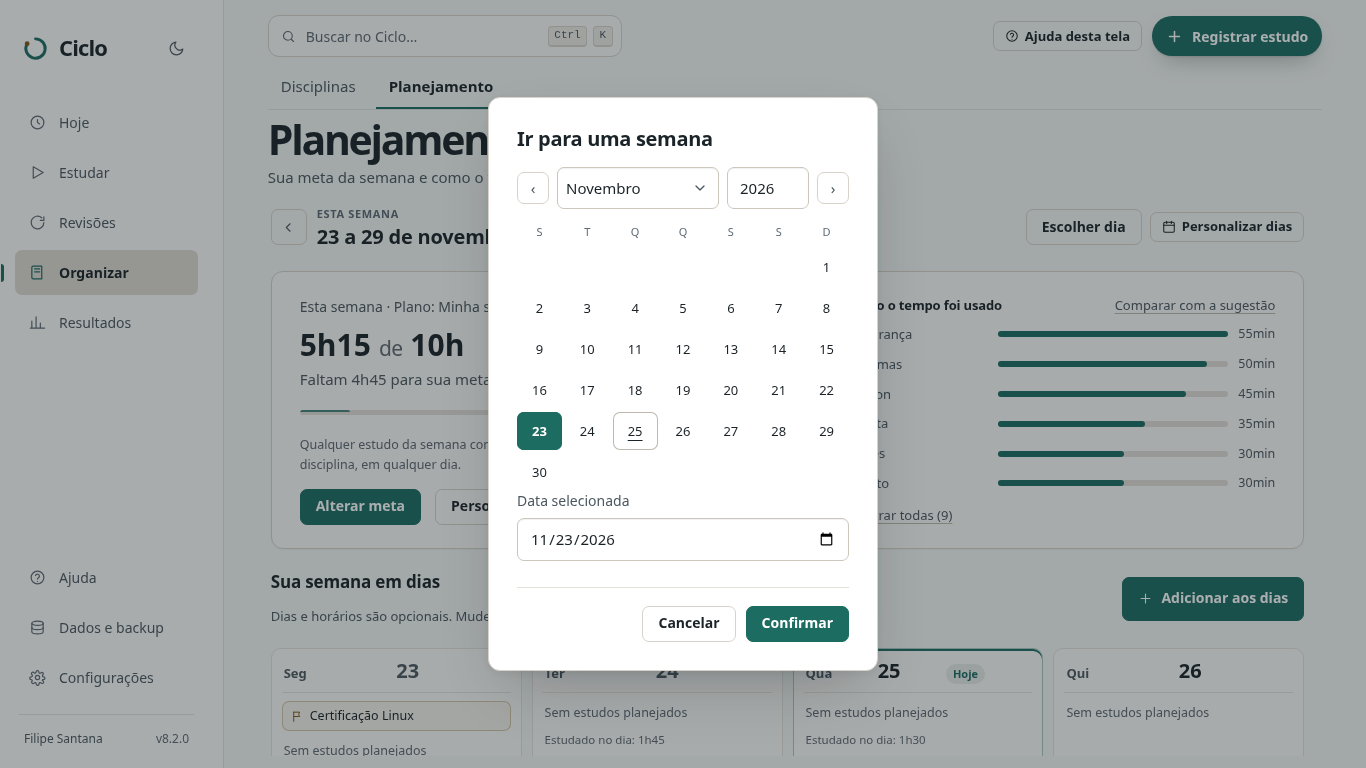 Ciclo
Buscar no Ciclo...
Ctrl K
Ajuda desta tela
Registrar estudo
Disciplinas
Planejamento
Hoje
Estudar
Revisões
Organizar
Resultados
Ajuda
Dados e backup
Configurações
Filipe Santana
v8.2.0
Planejamen
Sua meta da semana e como o
ESTA SEMANA
23 a 29 de novemb
Escolher dia
Personalizar dias
Esta semana · Plano: Minha s
5h15 de 10h
Faltam 4h45 para sua meta
Qualquer estudo da semana con
disciplina, em qualquer dia.
Alterar meta
Perso
Ir para uma semana
‹ Novembro 2026 ›
S T Q Q S S D
1
2 3 4 5 6 7 8
9 10 11 12 13 14 15
16 17 18 19 20 21 22
23 24 25 26 27 28 29
30
Data selecionada
11/23/2026
Cancelar
Confirmar
o o tempo foi usado
Comparar com a sugestão
rança 55min
mas 50min
on 45min
ta 35min
s 30min
to 30min
rar todas (9)
Sua semana em dias
Dias e horários são opcionais. Mude
Adicionar aos dias
Seg 23
Certificação Linux
Sem estudos planejados
Ter 24
Sem estudos planejados
Estudado no dia: 1h45
Qua 25 Hoje
Sem estudos planejados
Estudado no dia: 1h30
Qui 26
Sem estudos planejados